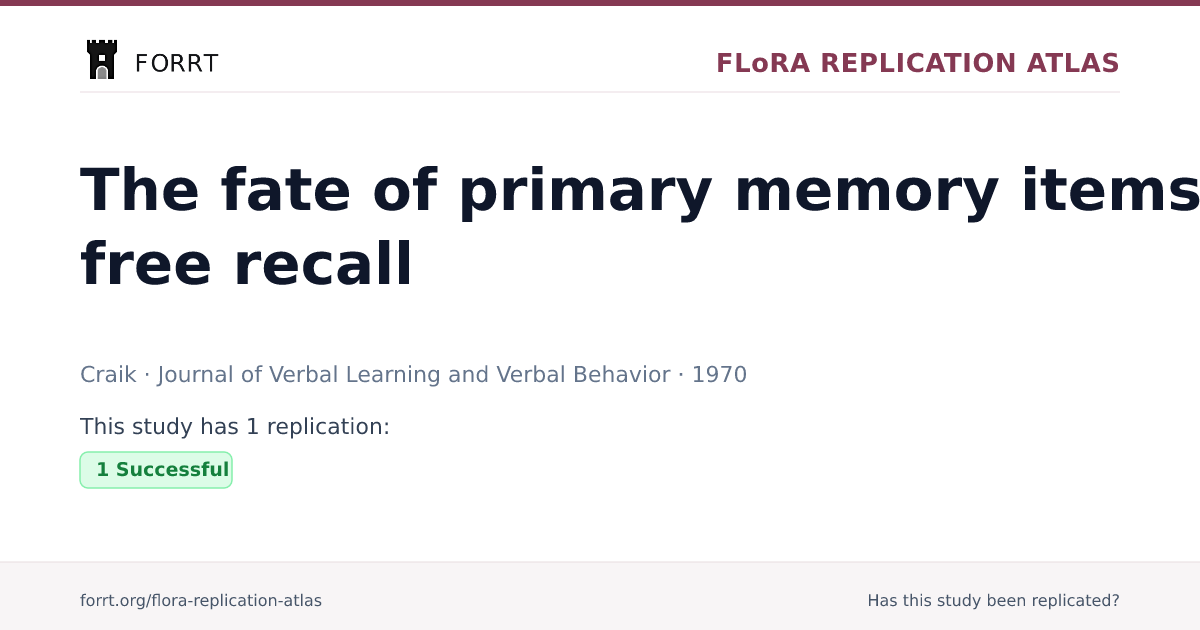 FORRT
FLoRA REPLICATION ATLAS
The fate of primary memory items
free recall
Craik · Journal of Verbal Learning and Verbal Behavior · 1970
This study has 1 replication:
1 Successful
forrt.org/flora-replication-atlas
Has this study been replicated?